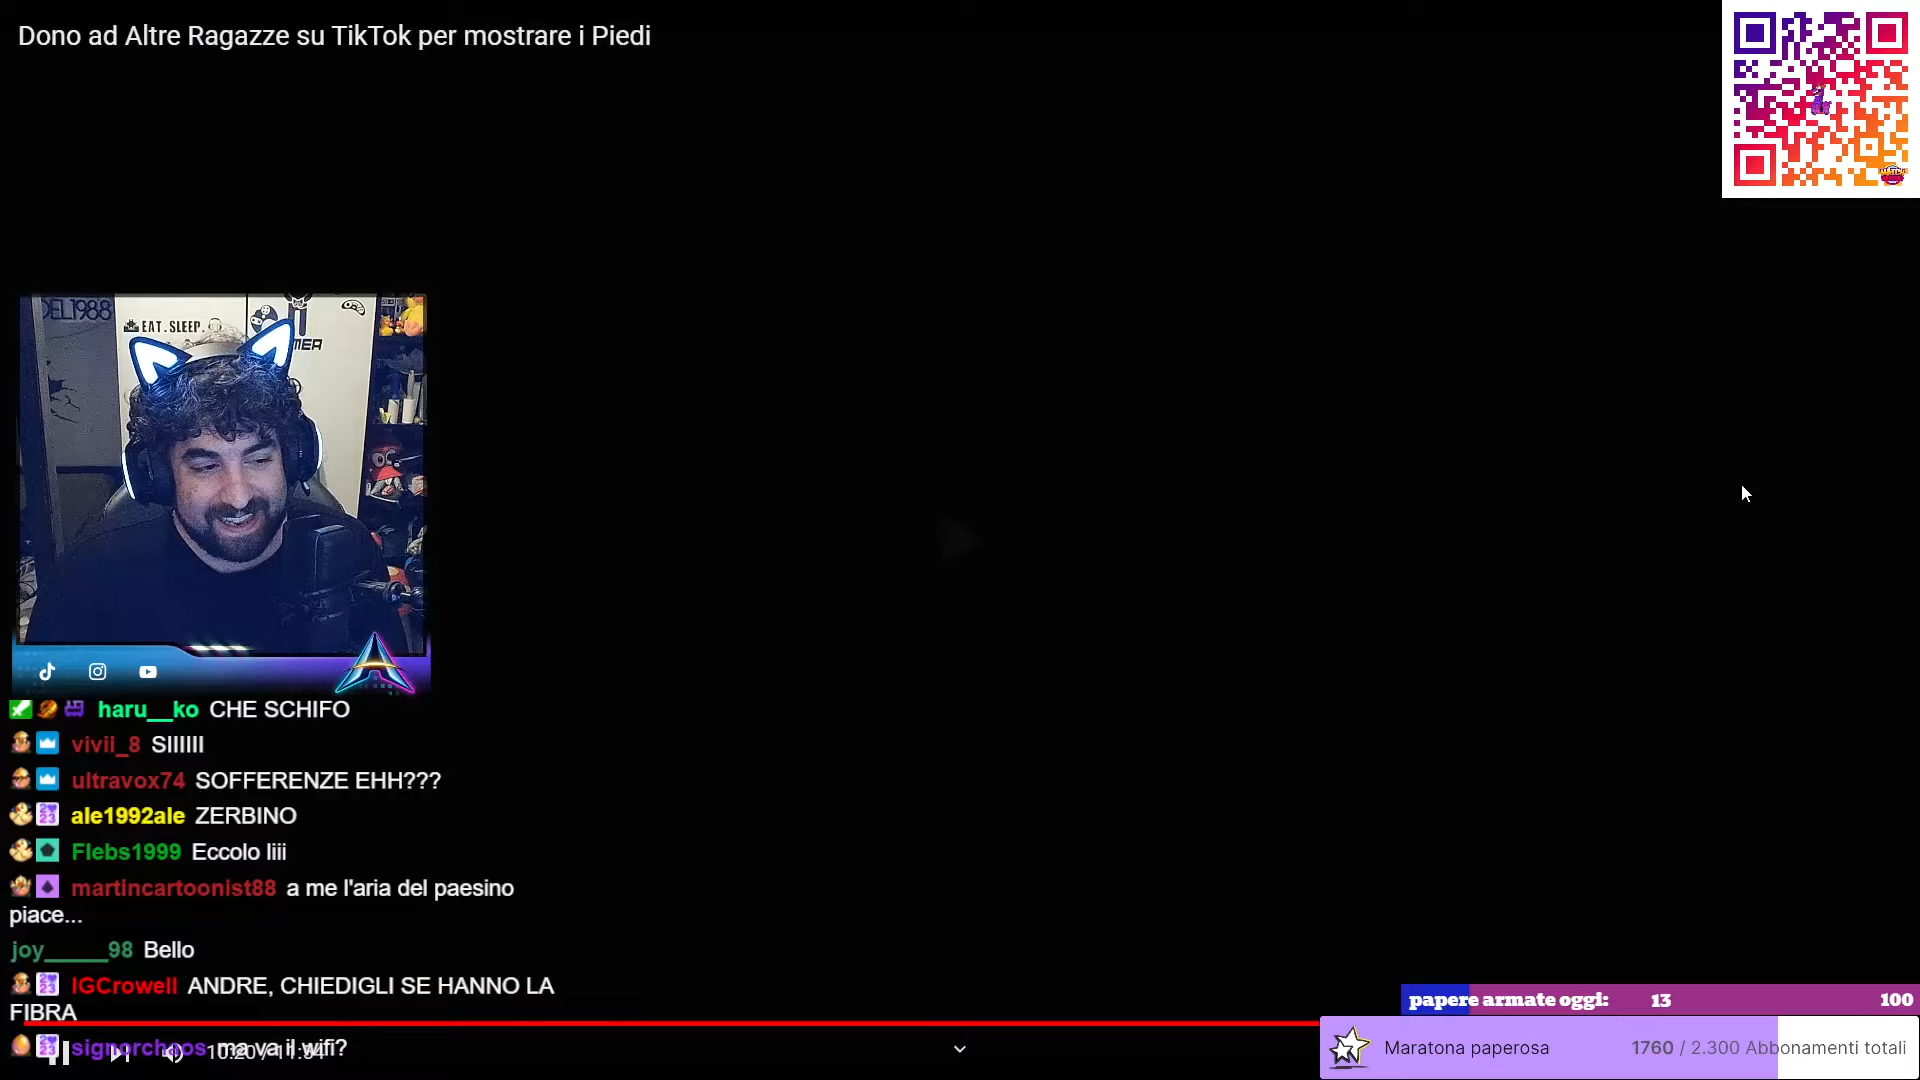 Dono ad Altre Ragazze su TikTok per mostrare i Piedi
DEL1988
EAT.SLEEP.
haru__ko CHE SCHIFO
vivii_8 SIIIIII
ultravox74 SOFFERENZE EHH???
ale1992ale ZERBINO
Flebs1999 Eccolo liii
martincartoonist88 a me l'aria del paesino
piace...
joy_____98 Bello
IGCrowell ANDRE, CHIEDIGLI SE HANNO LA
FIBRA
signorchaos ma va il wifi?
papere armate oggi: 13 100
Maratona paperosa 1760 / 2.300 Abbonamenti totali